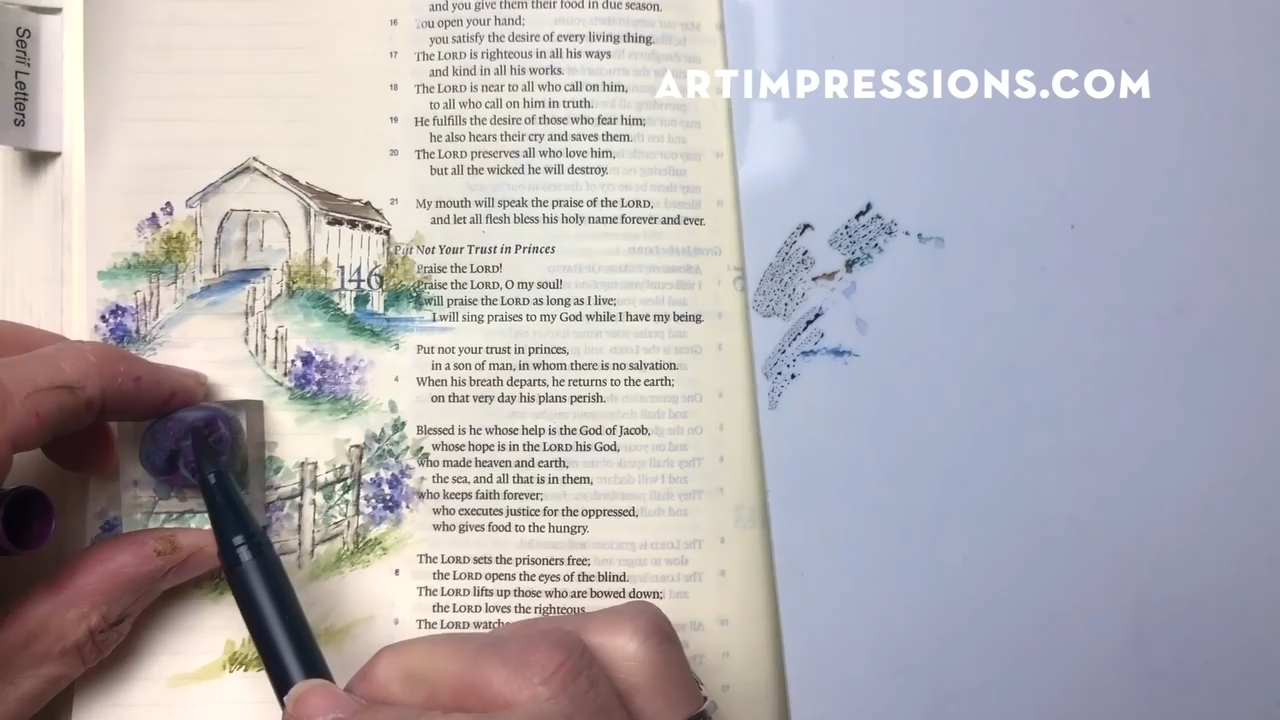 Serif Letters
and you give them their food in due season.
16 You open your hand;
you satisfy the desire of every living thing.
17 The LORD is righteous in all his ways
and kind in all his works.
18 The LORD is near to all who call on him,
to all who call on him in truth.
19 He fulfills the desire of those who fear him;
he also hears their cry and saves them.
20 The LORD preserves all who love him,
but all the wicked he will destroy.
21 My mouth will speak the praise of the LORD,
and let all flesh bless his holy name forever and ever.
Put Not Your Trust in Princes
146 Praise the LORD!
Praise the LORD, O my soul!
I will praise the LORD as long as I live;
I will sing praises to my God while I have my being.
3 Put not your trust in princes,
in a son of man, in whom there is no salvation.
4 When his breath departs, he returns to the earth;
on that very day his plans perish.
Blessed is he whose help is the God of Jacob,
whose hope is in the LORD his God,
who made heaven and earth,
the sea, and all that is in them,
who keeps faith forever;
who executes justice for the oppressed,
who gives food to the hungry.
The LORD sets the prisoners free;
8 the LORD opens the eyes of the blind.
The LORD lifts up those who are bowed down;
the LORD loves the righteous
9 The LORD
ARTIMPRESSIONS.COM